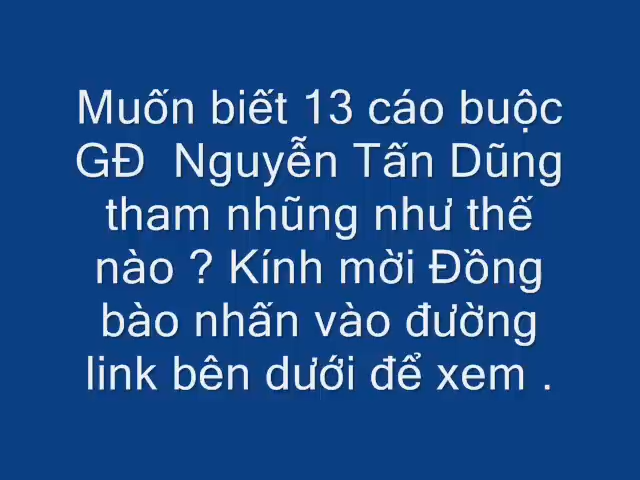 Muốn biết 13 cáo buộc
GĐ Nguyễn Tấn Dũng
tham nhũng như thế
nào ? Kính mời Đồng
bào nhấn vào đường
link bên dưới để xem .